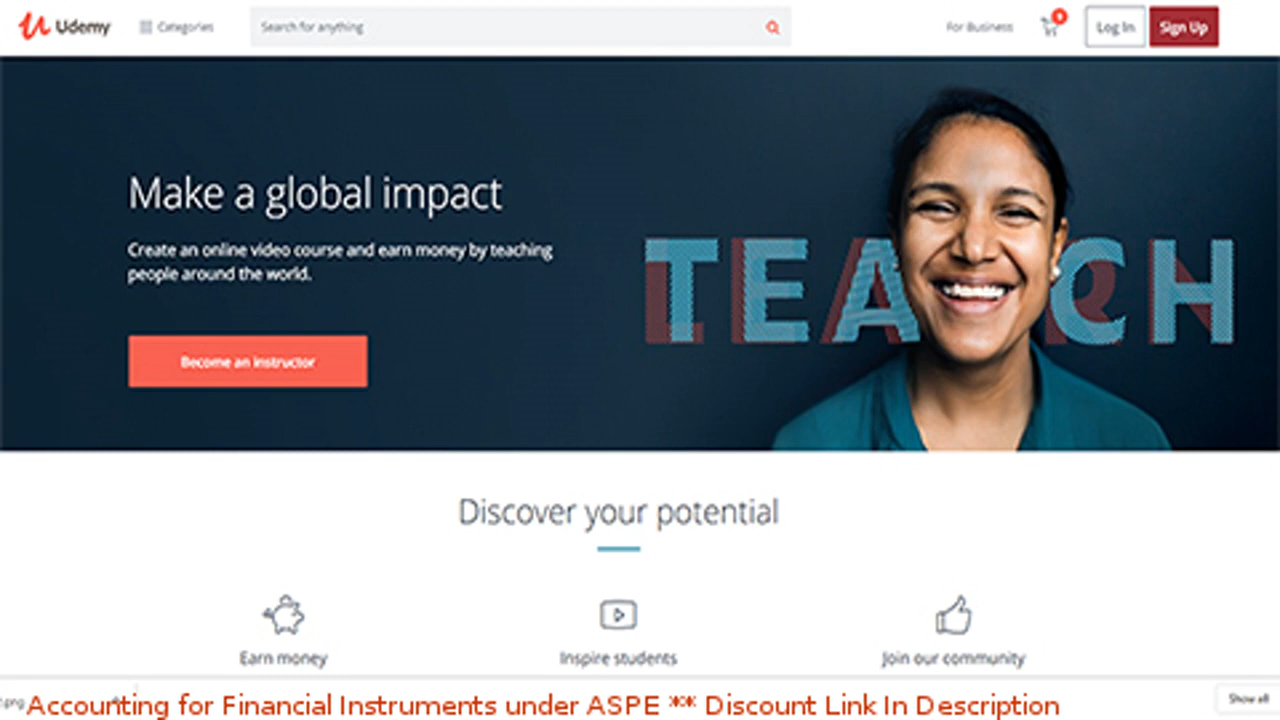 Udemy
Categories
Search for anything
For Business
Log In
Sign Up
Make a global impact
Create an online video course and earn money by teaching
people around the world.
Become an instructor
TEACH
Discover your potential
Earn money
Inspire students
Join our community
.png
Accounting for Financial Instruments under ASPE ** Discount Link In Description
Show all